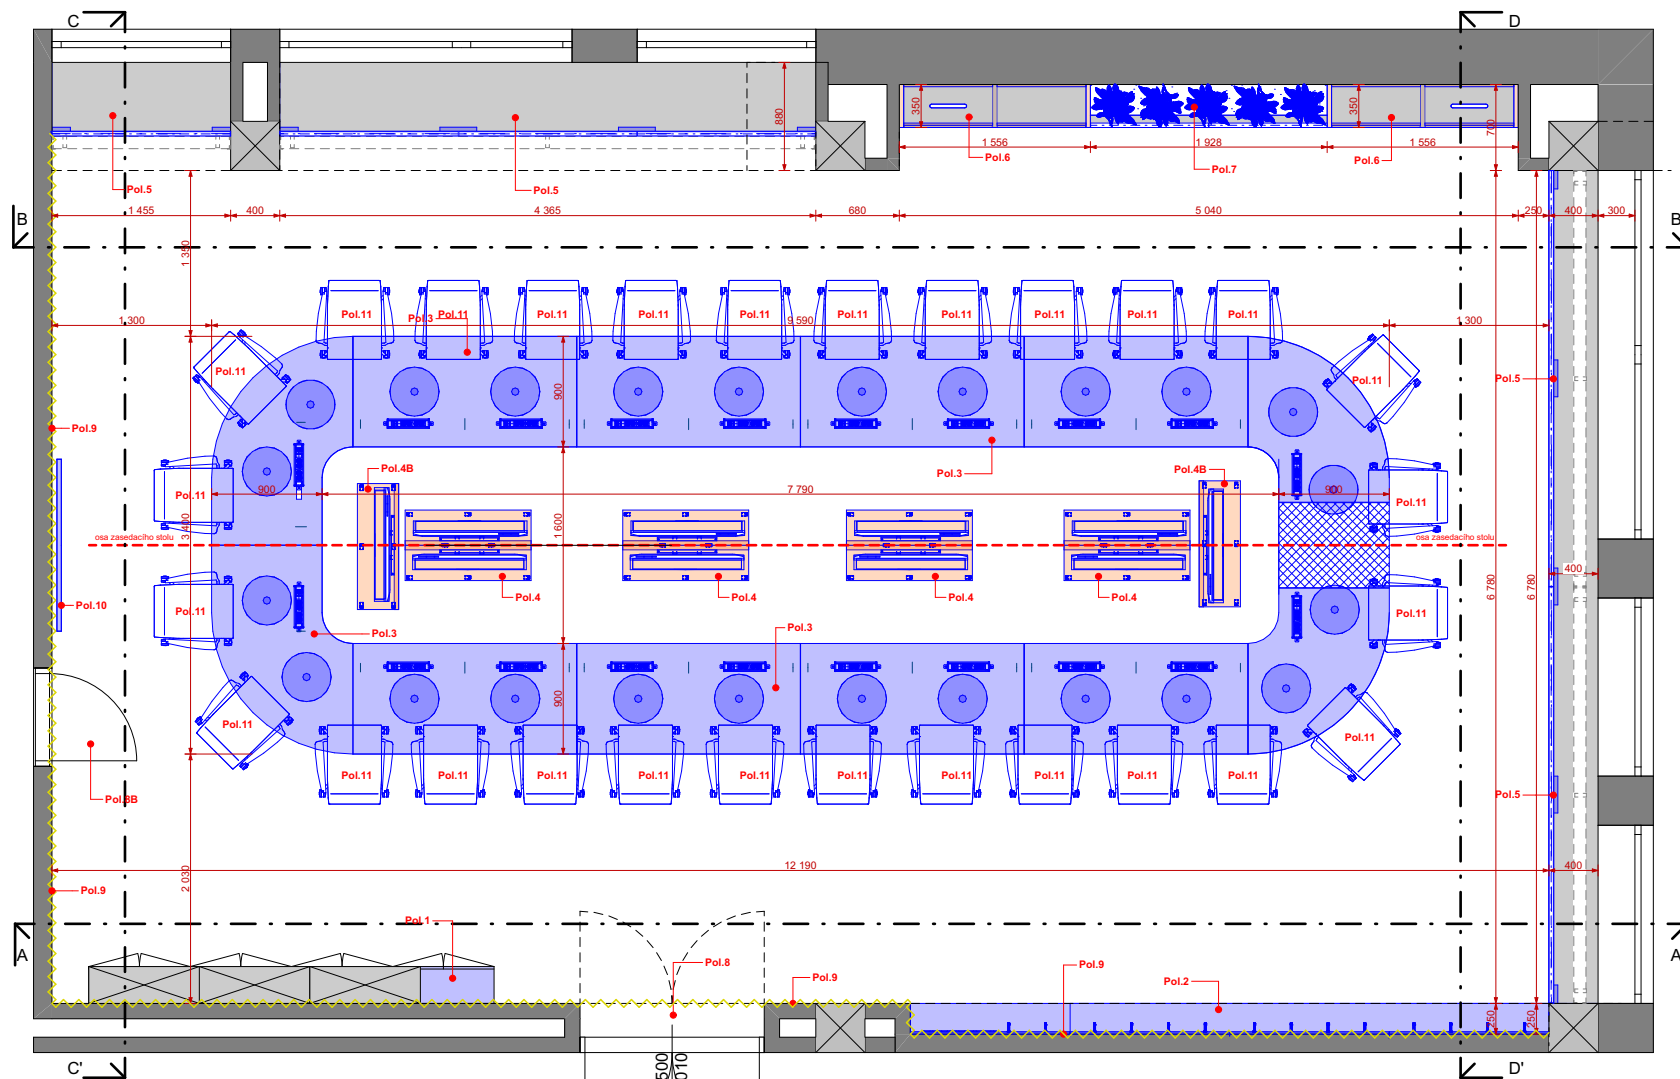 C
D
350
350
880
700
1 556
1 928
1 556
Pol.6
Pol.7
Pol.6
Pol.5
Pol.5
1 455
400
4 365
680
5 040
250
400
300
B
B
1 350
1 300
9 590
1 300
Pol.3
Pol.11
Pol.11
Pol.11
Pol.11
Pol.11
Pol.11
Pol.11
Pol.11
Pol.11
Pol.11
Pol.11
Pol.11
Pol.5
900
Pol.9
Pol.3
Pol.4B
Pol.4B
900
7 790
900
Pol.11
Pol.11
3 400
1 600
osa zasedacího stolu
osa zasedacího stolu
400
6 780
6 780
Pol.10
Pol.4
Pol.4
Pol.4
Pol.4
Pol.11
Pol.11
Pol.3
Pol.3
900
Pol.11
Pol.11
Pol.11
Pol.11
Pol.11
Pol.11
Pol.11
Pol.11
Pol.11
Pol.11
Pol.11
Pol.11
Pol.8B
Pol.5
2 030
12 190
400
Pol.9
Pol.1
A
A
Pol.8
Pol.9
Pol.9
Pol.2
250
250
500
010
C'
D'